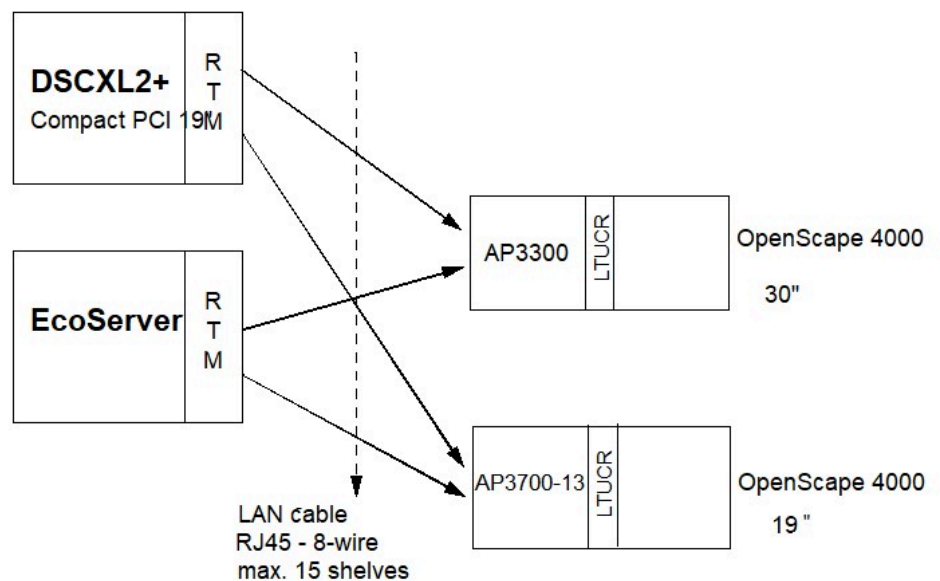 DSCXL2+
Compact PCI 19"
R
T
M
EcoServer
R
T
M
AP3300
LTUCR
OpenScape 4000
30"
AP3700-13
LTUCR
OpenScape 4000
19 "
LAN cable
RJ45 - 8-wire
max. 15 shelves